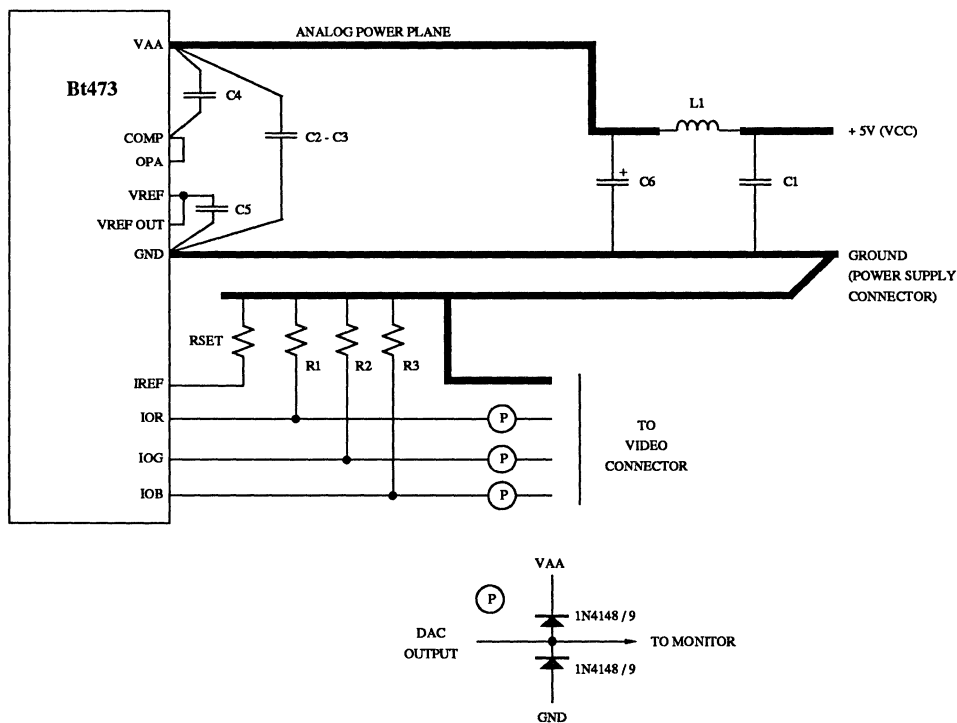 ANALOG POWER PLANE
VAA
Bt473
C4
L1
COMP
C2 - C3
+ 5V (VCC)
OPA
+
C6
C1
VREF
C5
VREF OUT
GND
GROUND
(POWER SUPPLY
CONNECTOR)
RSET
R1
R2
R3
IREF
IOR
P
TO
VIDEO
CONNECTOR
IOG
P
IOB
P
VAA
P
1N4148 / 9
DAC
OUTPUT
TO MONITOR
1N4148 / 9
GND